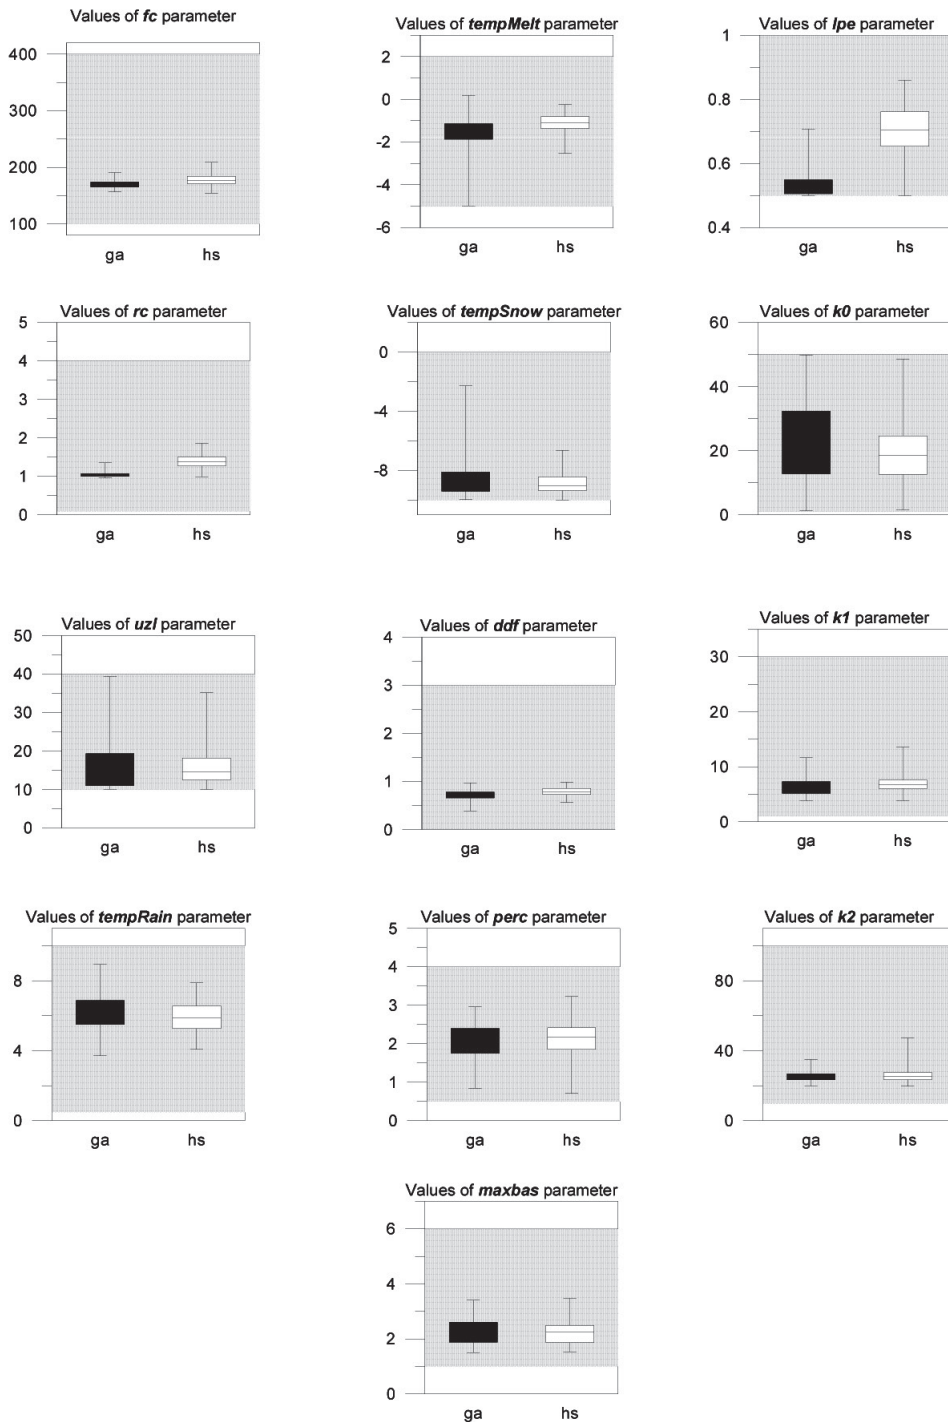 Values of fc parameter
400
300
200
100
ga hs
Values of tempMelt parameter
2
0
-2
-4
-6
ga hs
Values of lpe parameter
1
0.8
0.6
0.4
ga hs
Values of rc parameter
5
4
3
2
1
0
ga hs
Values of tempSnow parameter
0
-4
-8
ga hs
Values of k0 parameter
60
40
20
0
ga hs
Values of uzl parameter
50
40
30
20
10
0
ga hs
Values of ddf parameter
4
3
2
1
0
ga hs
Values of k1 parameter
30
20
10
0
ga hs
Values of tempRain parameter
8
4
0
ga hs
Values of perc parameter
5
4
3
2
1
0
ga hs
Values of k2 parameter
80
40
0
ga hs
Values of maxbas parameter
6
4
2
0
ga hs